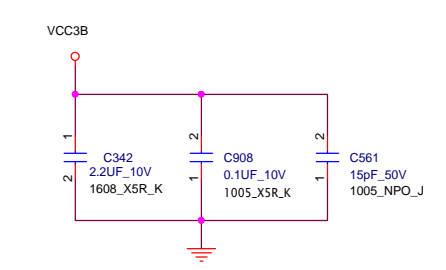 VCC3B
1
2
C342
2.2UF_10V
1608_X5R_K
2
1
C908
0.1UF_10V
1005_X5R_K
2
1
C561
15pF_50V
1005_NPO_J